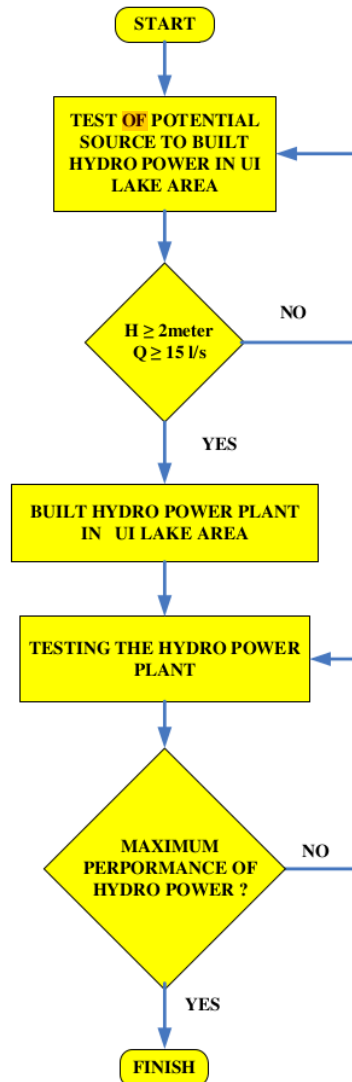 START
TEST OF POTENTIAL
SOURCE TO BUILT
HYDRO POWER IN UI
LAKE AREA
H ≥ 2meter
Q ≥ 15 l/s
NO
YES
BUILT HYDRO POWER PLANT
IN UI LAKE AREA
TESTING THE HYDRO POWER
PLANT
MAXIMUM
PERPORMANCE OF
HYDRO POWER ?
NO
YES
FINISH